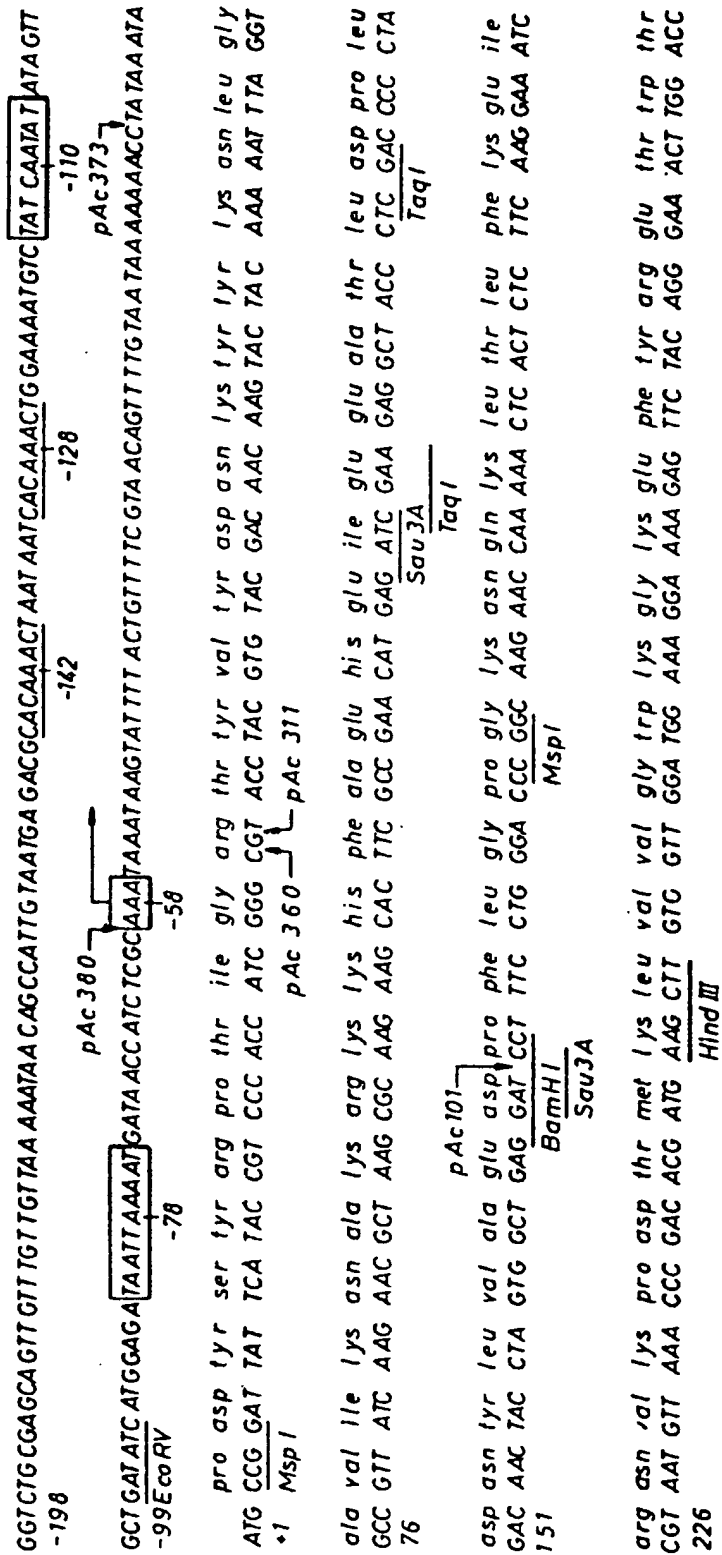 GGTCTGCGAGCAGTTGTTTGTTGTTAAAAATAACAGCCATTGTAATGAGACGCACAAACTAATAATCACAAACTGGAAAATGTCTATCAATATATAGTT
-198 -142 -128 -110
pAc380 pAc373
GCTGATATCATGGAGATAATTAAAATGATAACCATCTCGCAAATAAATAAGTATTTTACTGTTTTCGTAACAGTTTTGTAATAAAAAAACCTATAAATA
-99 EcoRV -78 -58
pro asp tyr ser tyr arg pro thr ile gly arg thr tyr val tyr asp asn lys tyr tyr lys asn leu gly
ATG CCG GAT TAT TCA TAC CGT CCC ACC ATC GGG CGT ACC TAC GTG TAC GAC AAC AAG TAC TAC AAA AAT TTA GGT
+1 MspI pAc360 pAc311
ala val ile lys asn ala lys arg lys lys his phe ala glu his glu ile glu glu ala thr leu asp pro leu
GCC GTT ATC AAG AAC GCT AAG CGC AAG AAG CAC TTC GCC GAA CAT GAG ATC GAA GAG GCT ACC CTC GAC CCC CTA
76 Sau3A TaqI
TaqI
pAc101
asp asn tyr leu val ala glu asp pro phe leu gly pro gly lys asn gln lys leu thr leu phe lys glu ile
GAC AAC TAC CTA GTG GCT GAG GAT CCT TTC CTG GGA CCC GGC AAG AAC CAA AAA CTC ACT CTC TTC AAG GAA ATC
151 BamHI MspI
Sau3A
arg asn val lys pro asp thr met lys leu val val gly trp lys gly lys glu phe tyr arg glu thr trp thr
CGT AAT GTT AAA CCC GAC ACG ATG AAG CTT GTC GTT GGA TGG AAA GGA AAA GAG TTC TAC AGG GAA ACT TGG ACC
226 HindIII